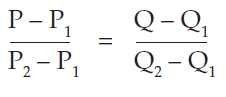 P – P₁ / P₂ – P₁ = Q – Q₁ / Q₂ – Q₁